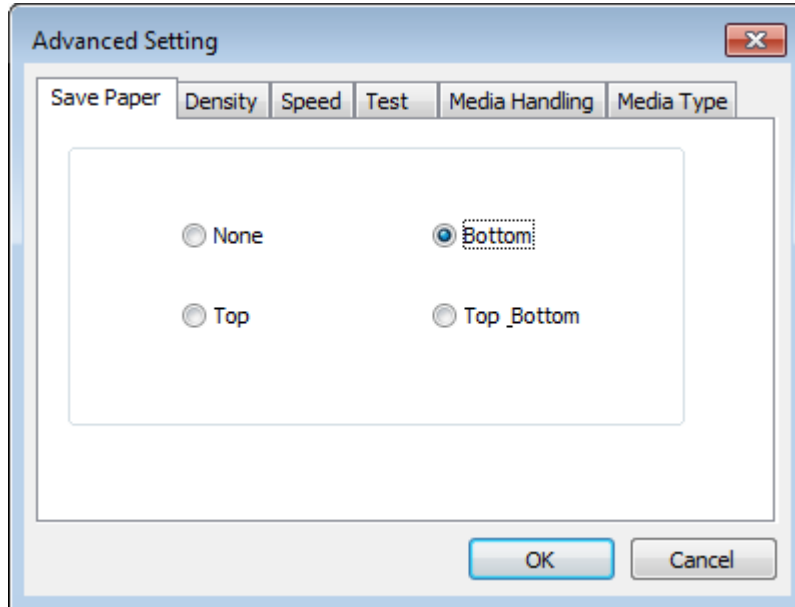 Advanced Setting
Save Paper Density Speed Test Media Handling Media Type
None Bottom
Top Top_Bottom
OK Cancel